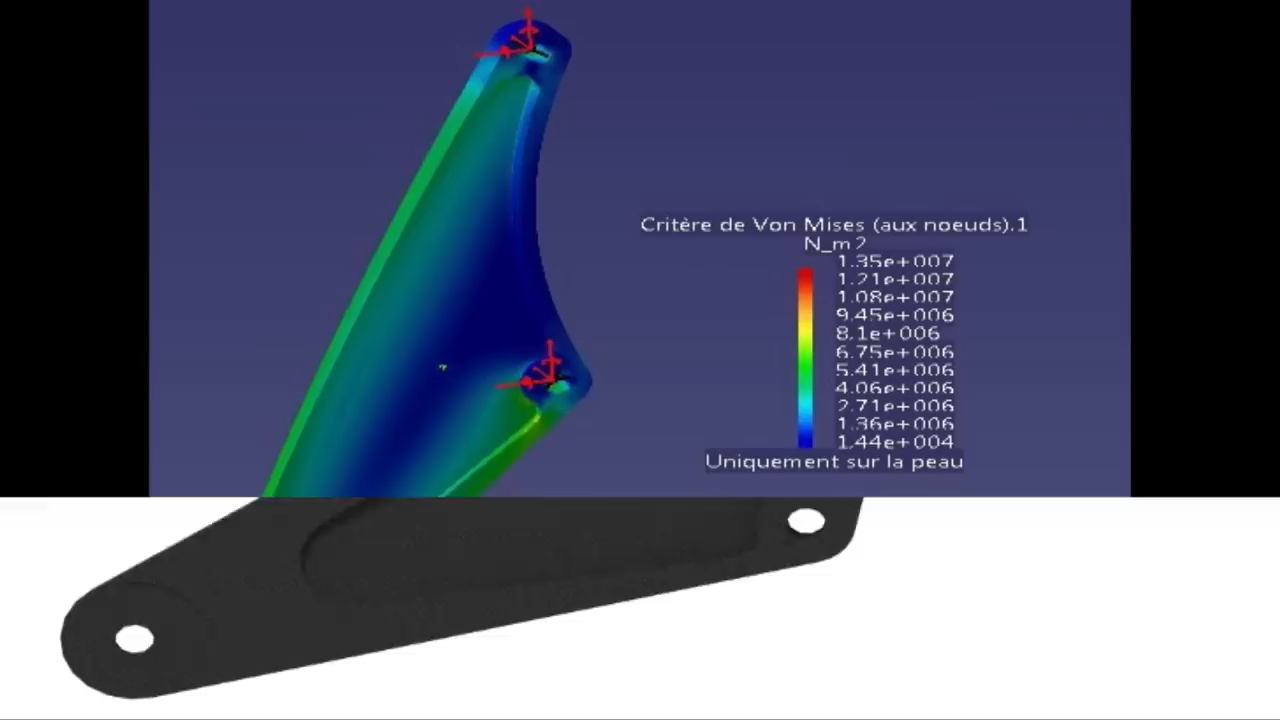 Critère de Von Mises (aux noeuds).1
N_m2
1.35e+007
1.21e+007
1.08e+007
9.45e+006
8.1e+006
6.75e+006
5.41e+006
4.06e+006
2.71e+006
1.36e+006
1.44e+004
Uniquement sur la peau